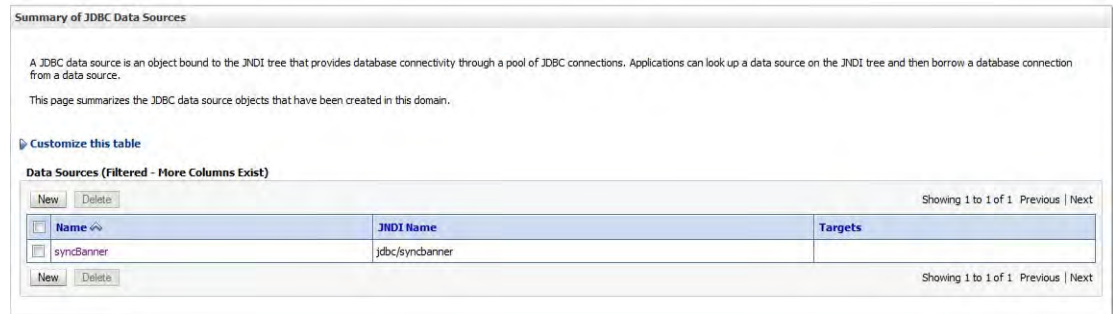 Summary of JDBC Data Sources
A JDBC data source is an object bound to the JNDI tree that provides database connectivity through a pool of JDBC connections. Applications can look up a data source on the JNDI tree and then borrow a database connection
from a data source.
This page summarizes the JDBC data source objects that have been created in this domain.
Customize this table
Data Sources (Filtered - More Columns Exist)
New Delete Showing 1 to 1 of 1 Previous | Next
Name JNDI Name Targets
syncBanner jdbc/syncbanner
New Delete Showing 1 to 1 of 1 Previous | Next